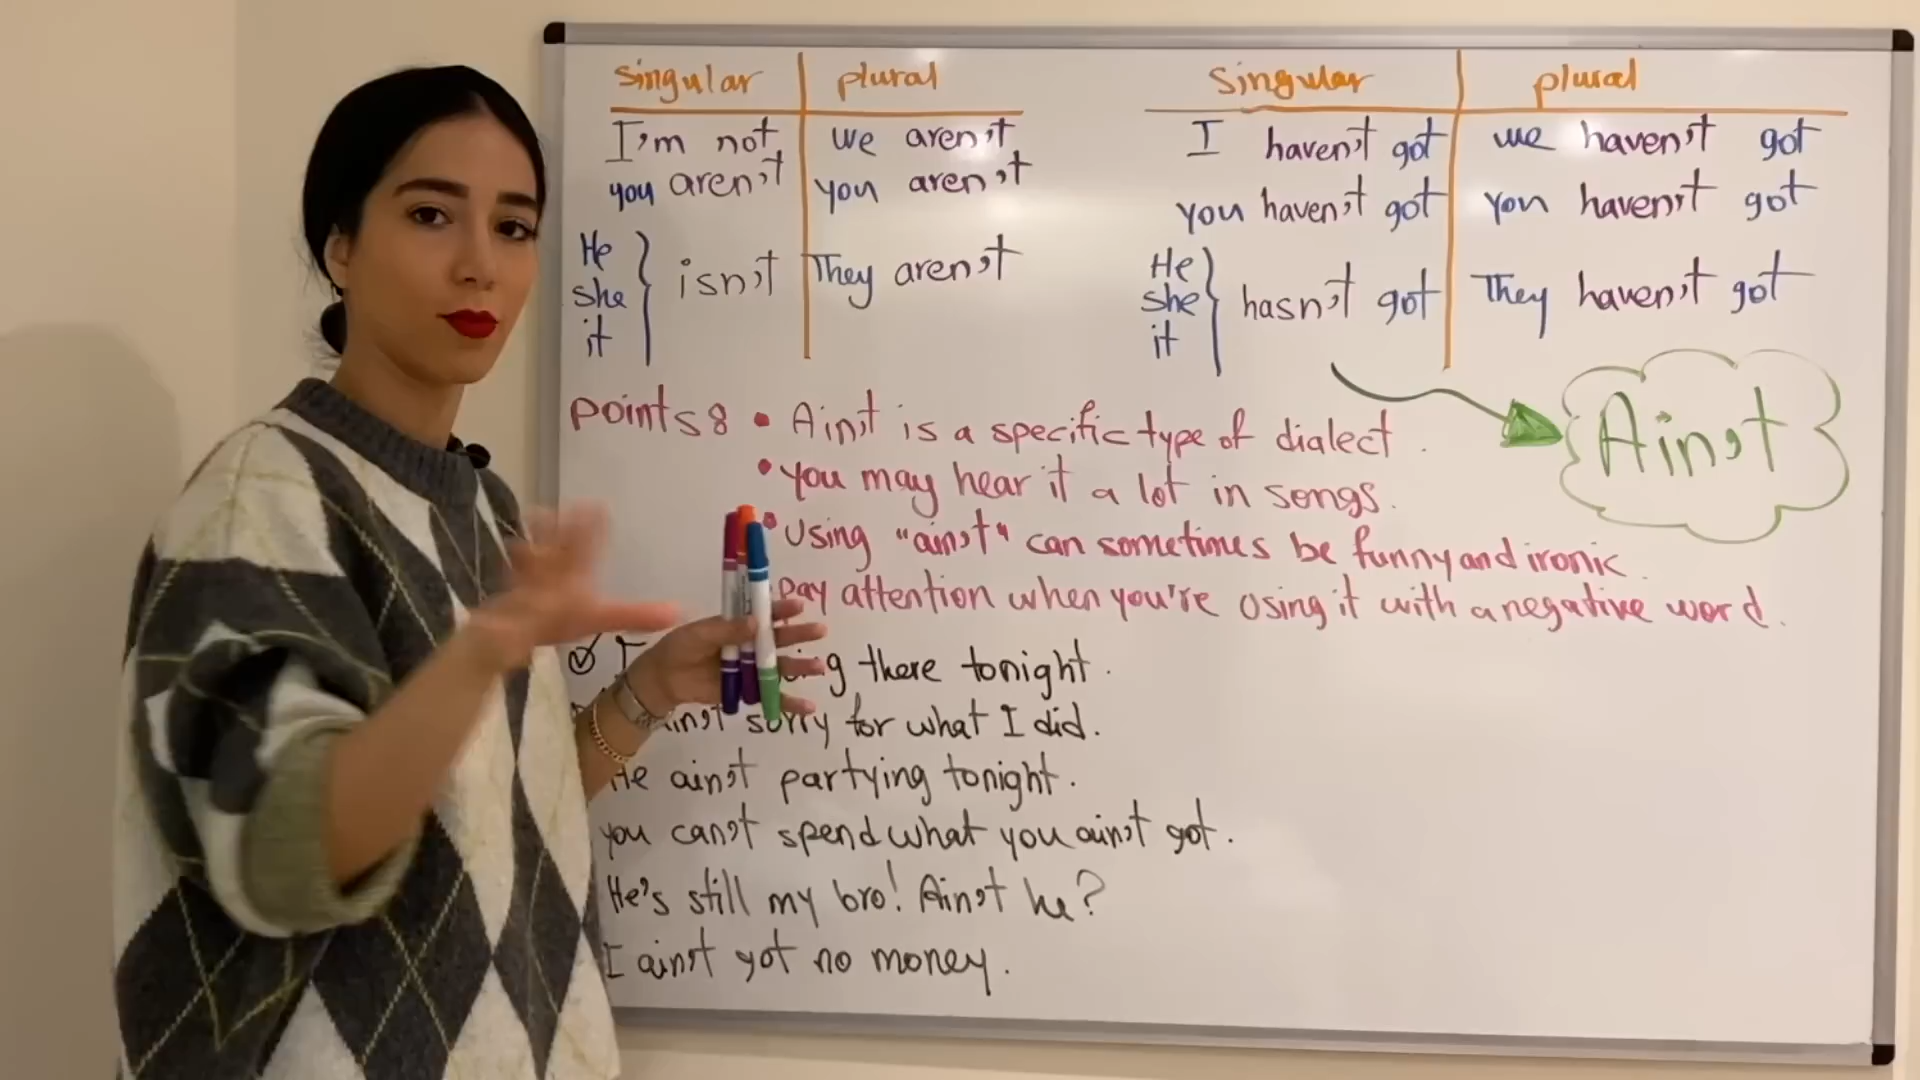 singular plural
I'm not we aren't
you aren't you aren't
He
she
it
isn't They aren't
singular plural
I haven't got we haven't got
you haven't got you haven't got
He
she
it
hasn't got They haven't got
Ain't
points: • Ain't is a specific type of dialect.
• you may hear it a lot in songs.
• Using "ain't" can sometimes be funny and ironic.
pay attention when you're using it with a negative word.
I there tonight.
sorry for what I did.
He ain't partying tonight.
you can't spend what you ain't got.
He's still my bro! Ain't he?
I ain't got no money.